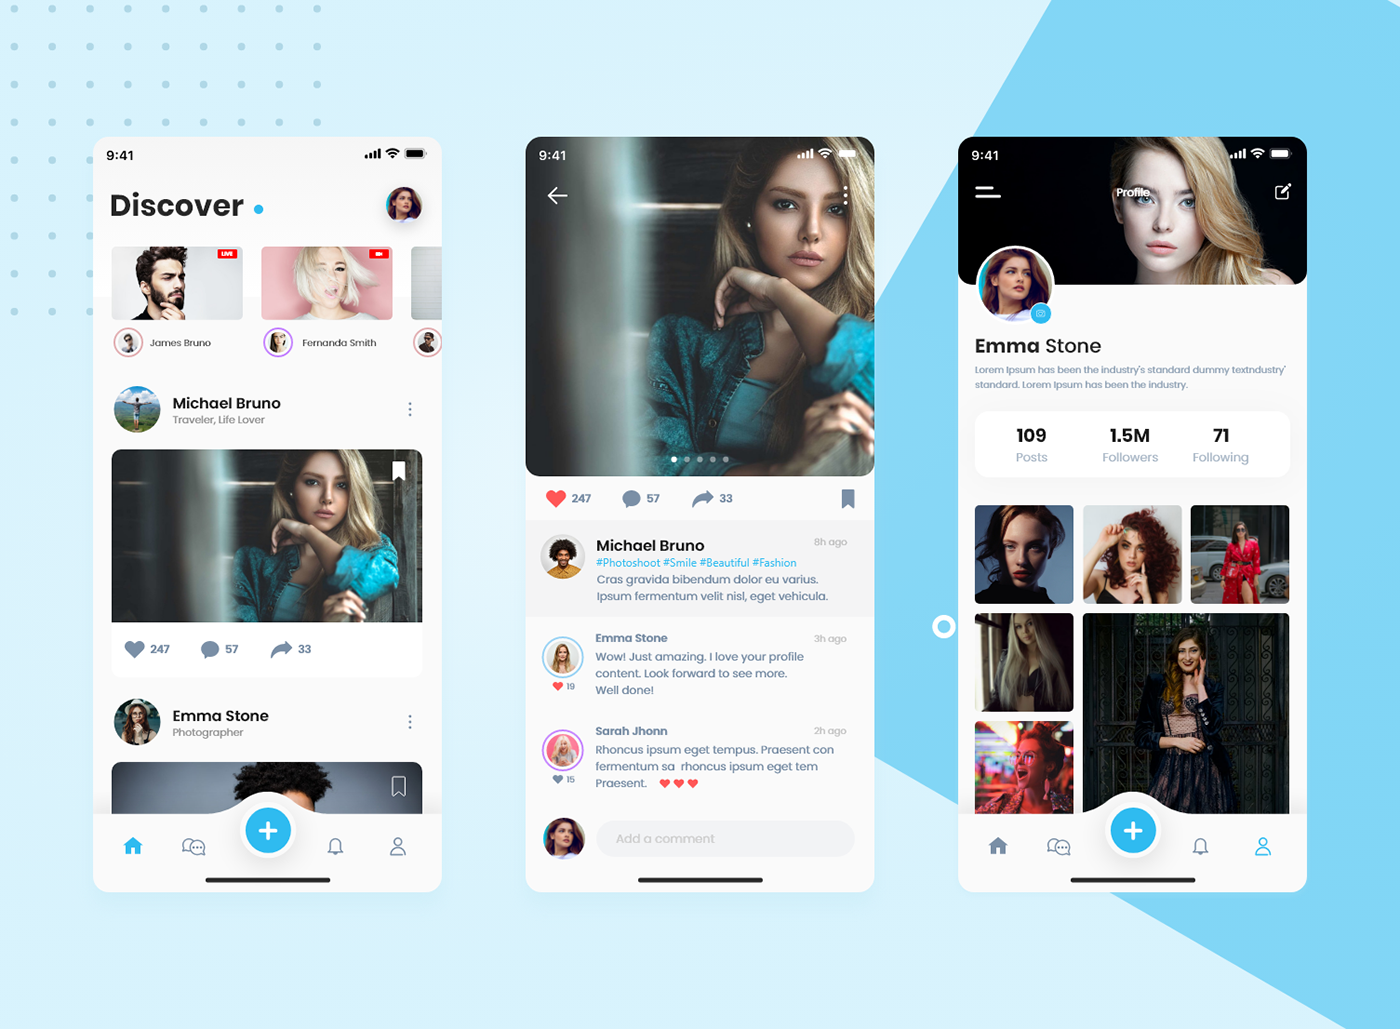 9:41
Discover
LIVE
James Bruno
Fernanda Smith
Michael Bruno
Traveler, Life Lover
247 57 33
Emma Stone
Photographer
9:41
247 57 33
Michael Bruno 8h ago
#Photoshoot #Smile #Beautiful #Fashion
Cras gravida bibendum dolor eu varius.
Ipsum fermentum velit nisl, eget vehicula.
Emma Stone 3h ago
Wow! Just amazing. I love your profile
content. Look forward to see more.
Well done!
19
Sarah Jhonn 2h ago
Rhoncus ipsum eget tempus. Praesent con
fermentum sa rhoncus ipsum eget tem
Praesent.
15
Add a comment
9:41
Profile
Emma Stone
Lorem Ipsum has been the industry's standard dummy textndustry'
standard. Lorem Ipsum has been the industry.
109 1.5M 71
Posts Followers Following